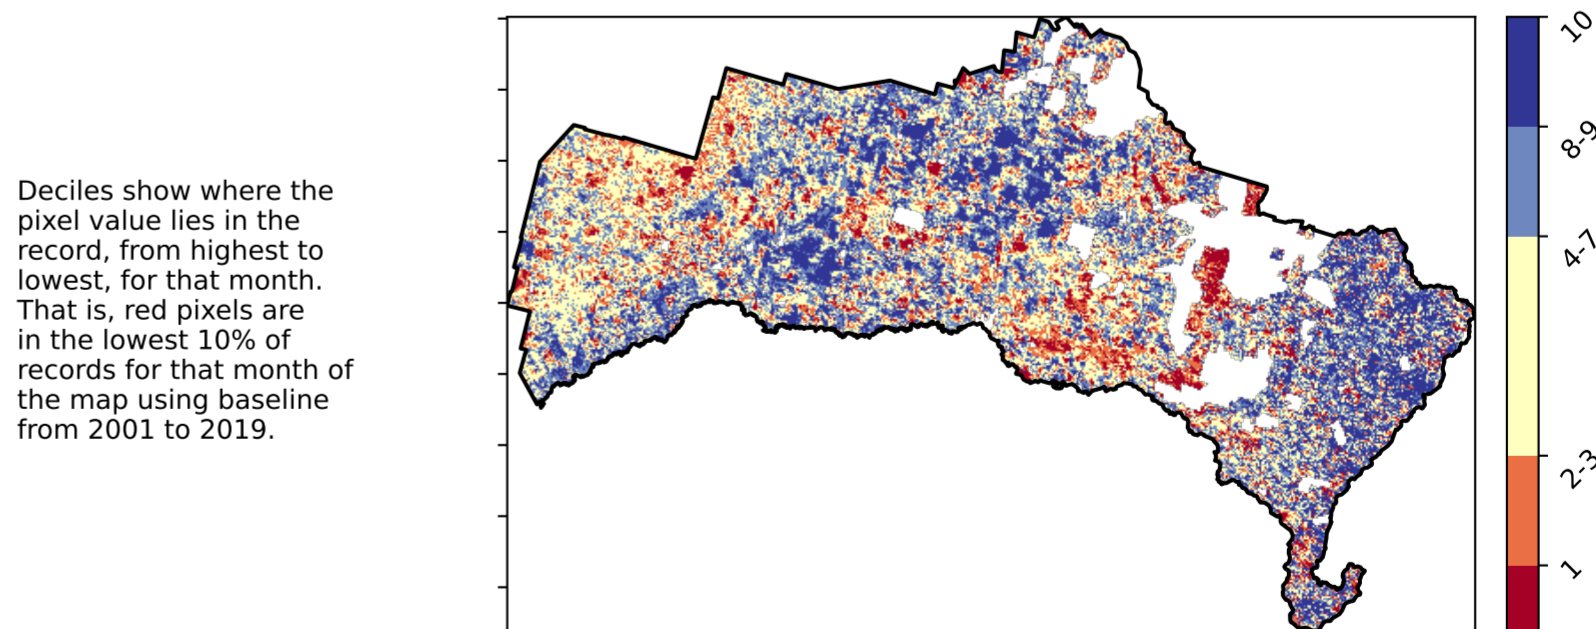 Deciles show where the
pixel value lies in the
record, from highest to
lowest, for that month.
That is, red pixels are
in the lowest 10% of
records for that month of
the map using baseline
from 2001 to 2019.
10
8-9
4-7
2-3
1